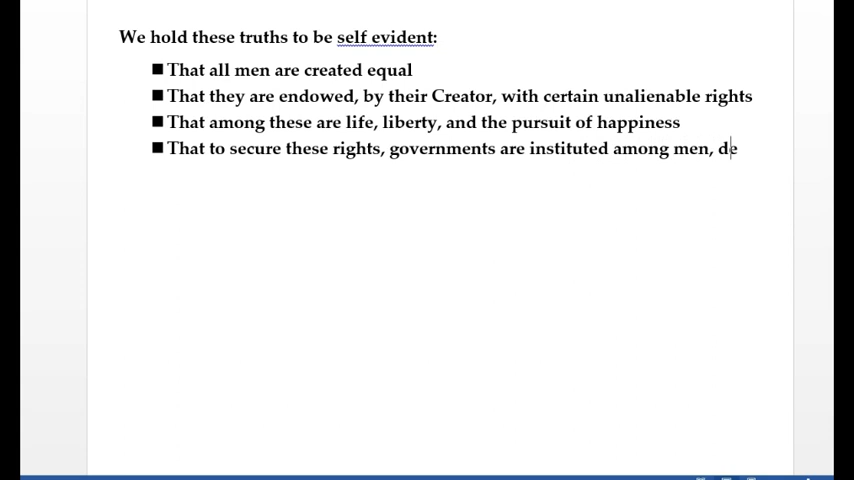 We hold these truths to be self evident:
■ That all men are created equal
■ That they are endowed, by their Creator, with certain unalienable rights
■ That among these are life, liberty, and the pursuit of happiness
■ That to secure these rights, governments are instituted among men, de